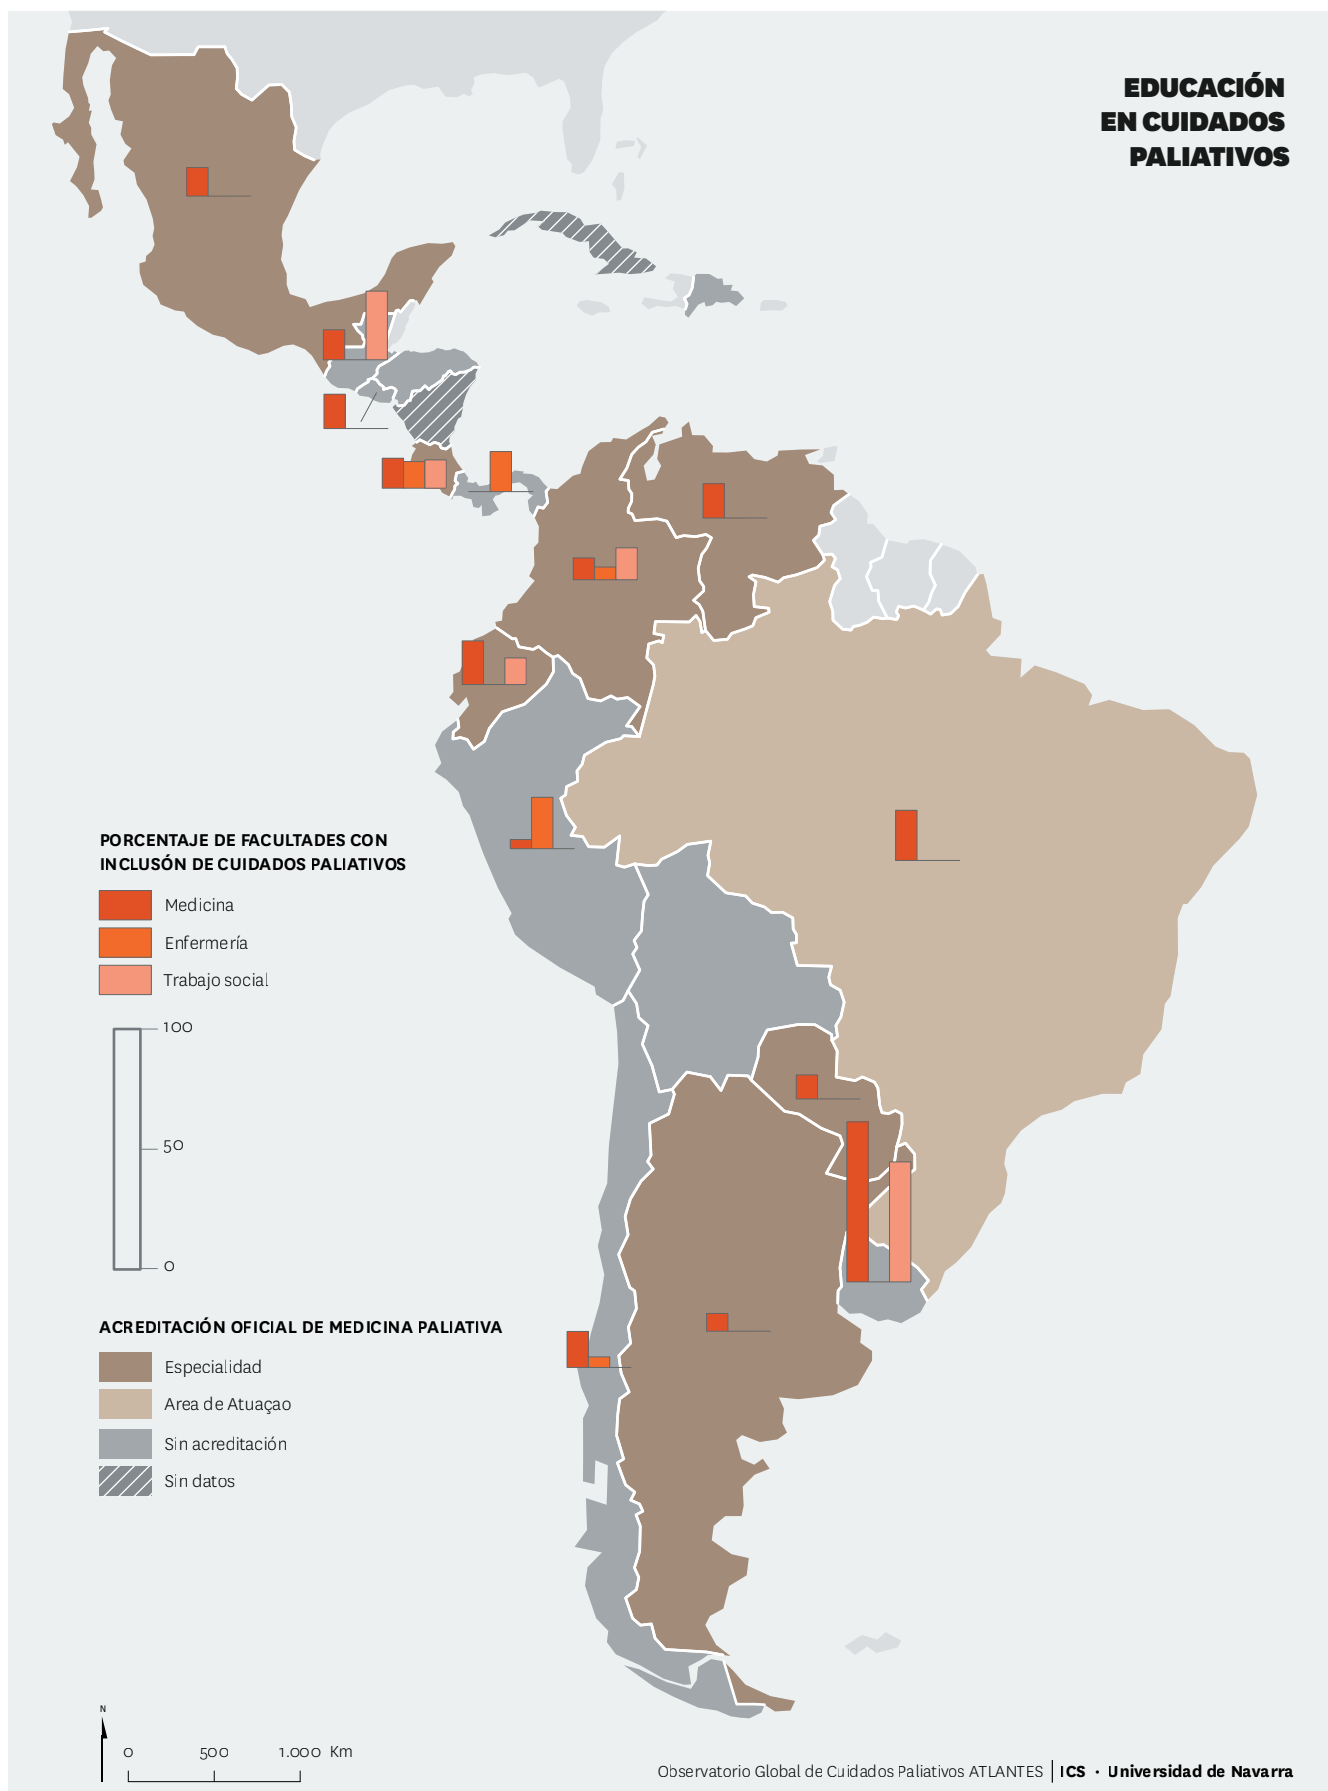 EDUCACIÓN
EN CUIDADOS
PALIATIVOS
PORCENTAJE DE FACULTADES CON
INCLUSÓN DE CUIDADOS PALIATIVOS
Medicina
Enfermería
Trabajo social
100
50
0
ACREDITACIÓN OFICIAL DE MEDICINA PALIATIVA
Especialidad
Area de Atuaçao
Sin acreditación
Sin datos
N
0 500 1.000 Km
Observatorio Global de Cuidados Paliativos ATLANTES | ICS · Universidad de Navarra